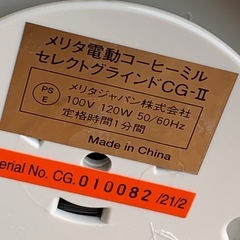 メリタ電動コーヒーミル
セレクトグラインドCG-II
PS
E
メリタジャパン株式会社
100V 120W 50/60Hz
定格時間1分間
Made in China
erial No. CG. 010082 /21/2